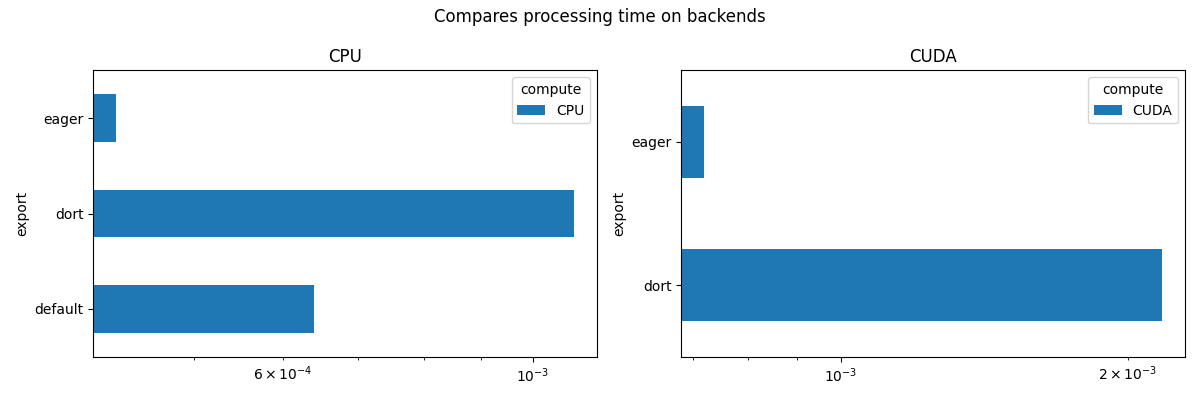 Compares processing time on backends
CPU
compute
CPU
eager
dort
default
export
6 × 10⁻⁴
10⁻³
CUDA
compute
CUDA
eager
dort
export
10⁻³
2 × 10⁻³